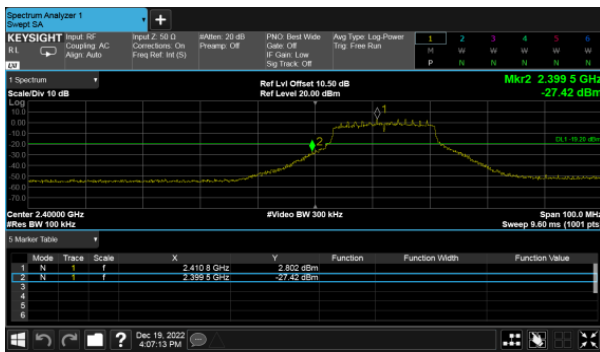 Spectrum Analyzer 1
Swept SA
+
KEYSIGHT Input: RF Input Z: 50 Ω #Atten: 20 dB PNO: Best Wide Avg Type: Log-Power 1 2 3 4 5 6
RL Coupling: AC Corrections: On Preamp: Off Gate: Off Trig: Free Run M W W W W W
Align: Auto Freq Ref: Int (S) IF Gain: Low
Sig Track: Off P N N N N N
LXI
1 Spectrum
Scale/Div 10 dB
Ref Lvl Offset 10.50 dB
Ref Level 20.00 dBm
Mkr2 2.399 5 GHz
-27.42 dBm
Log
10.0
0.00
-10.0
-20.0
-30.0
-40.0
-50.0
-60.0
-70.0
1
2
DL1 -19.20 dBm
Center 2.40000 GHz #Video BW 300 kHz Span 100.0 MHz
#Res BW 100 kHz Sweep 9.60 ms (1001 pts)
5 Marker Table
Mode Trace Scale X Y Function Function Width Function Value
1 N 1 f 2.410 8 GHz 2.802 dBm
2 N 1 f 2.399 5 GHz -27.42 dBm
3
4
5
6
? Dec 19, 2022
4:07:13 PM